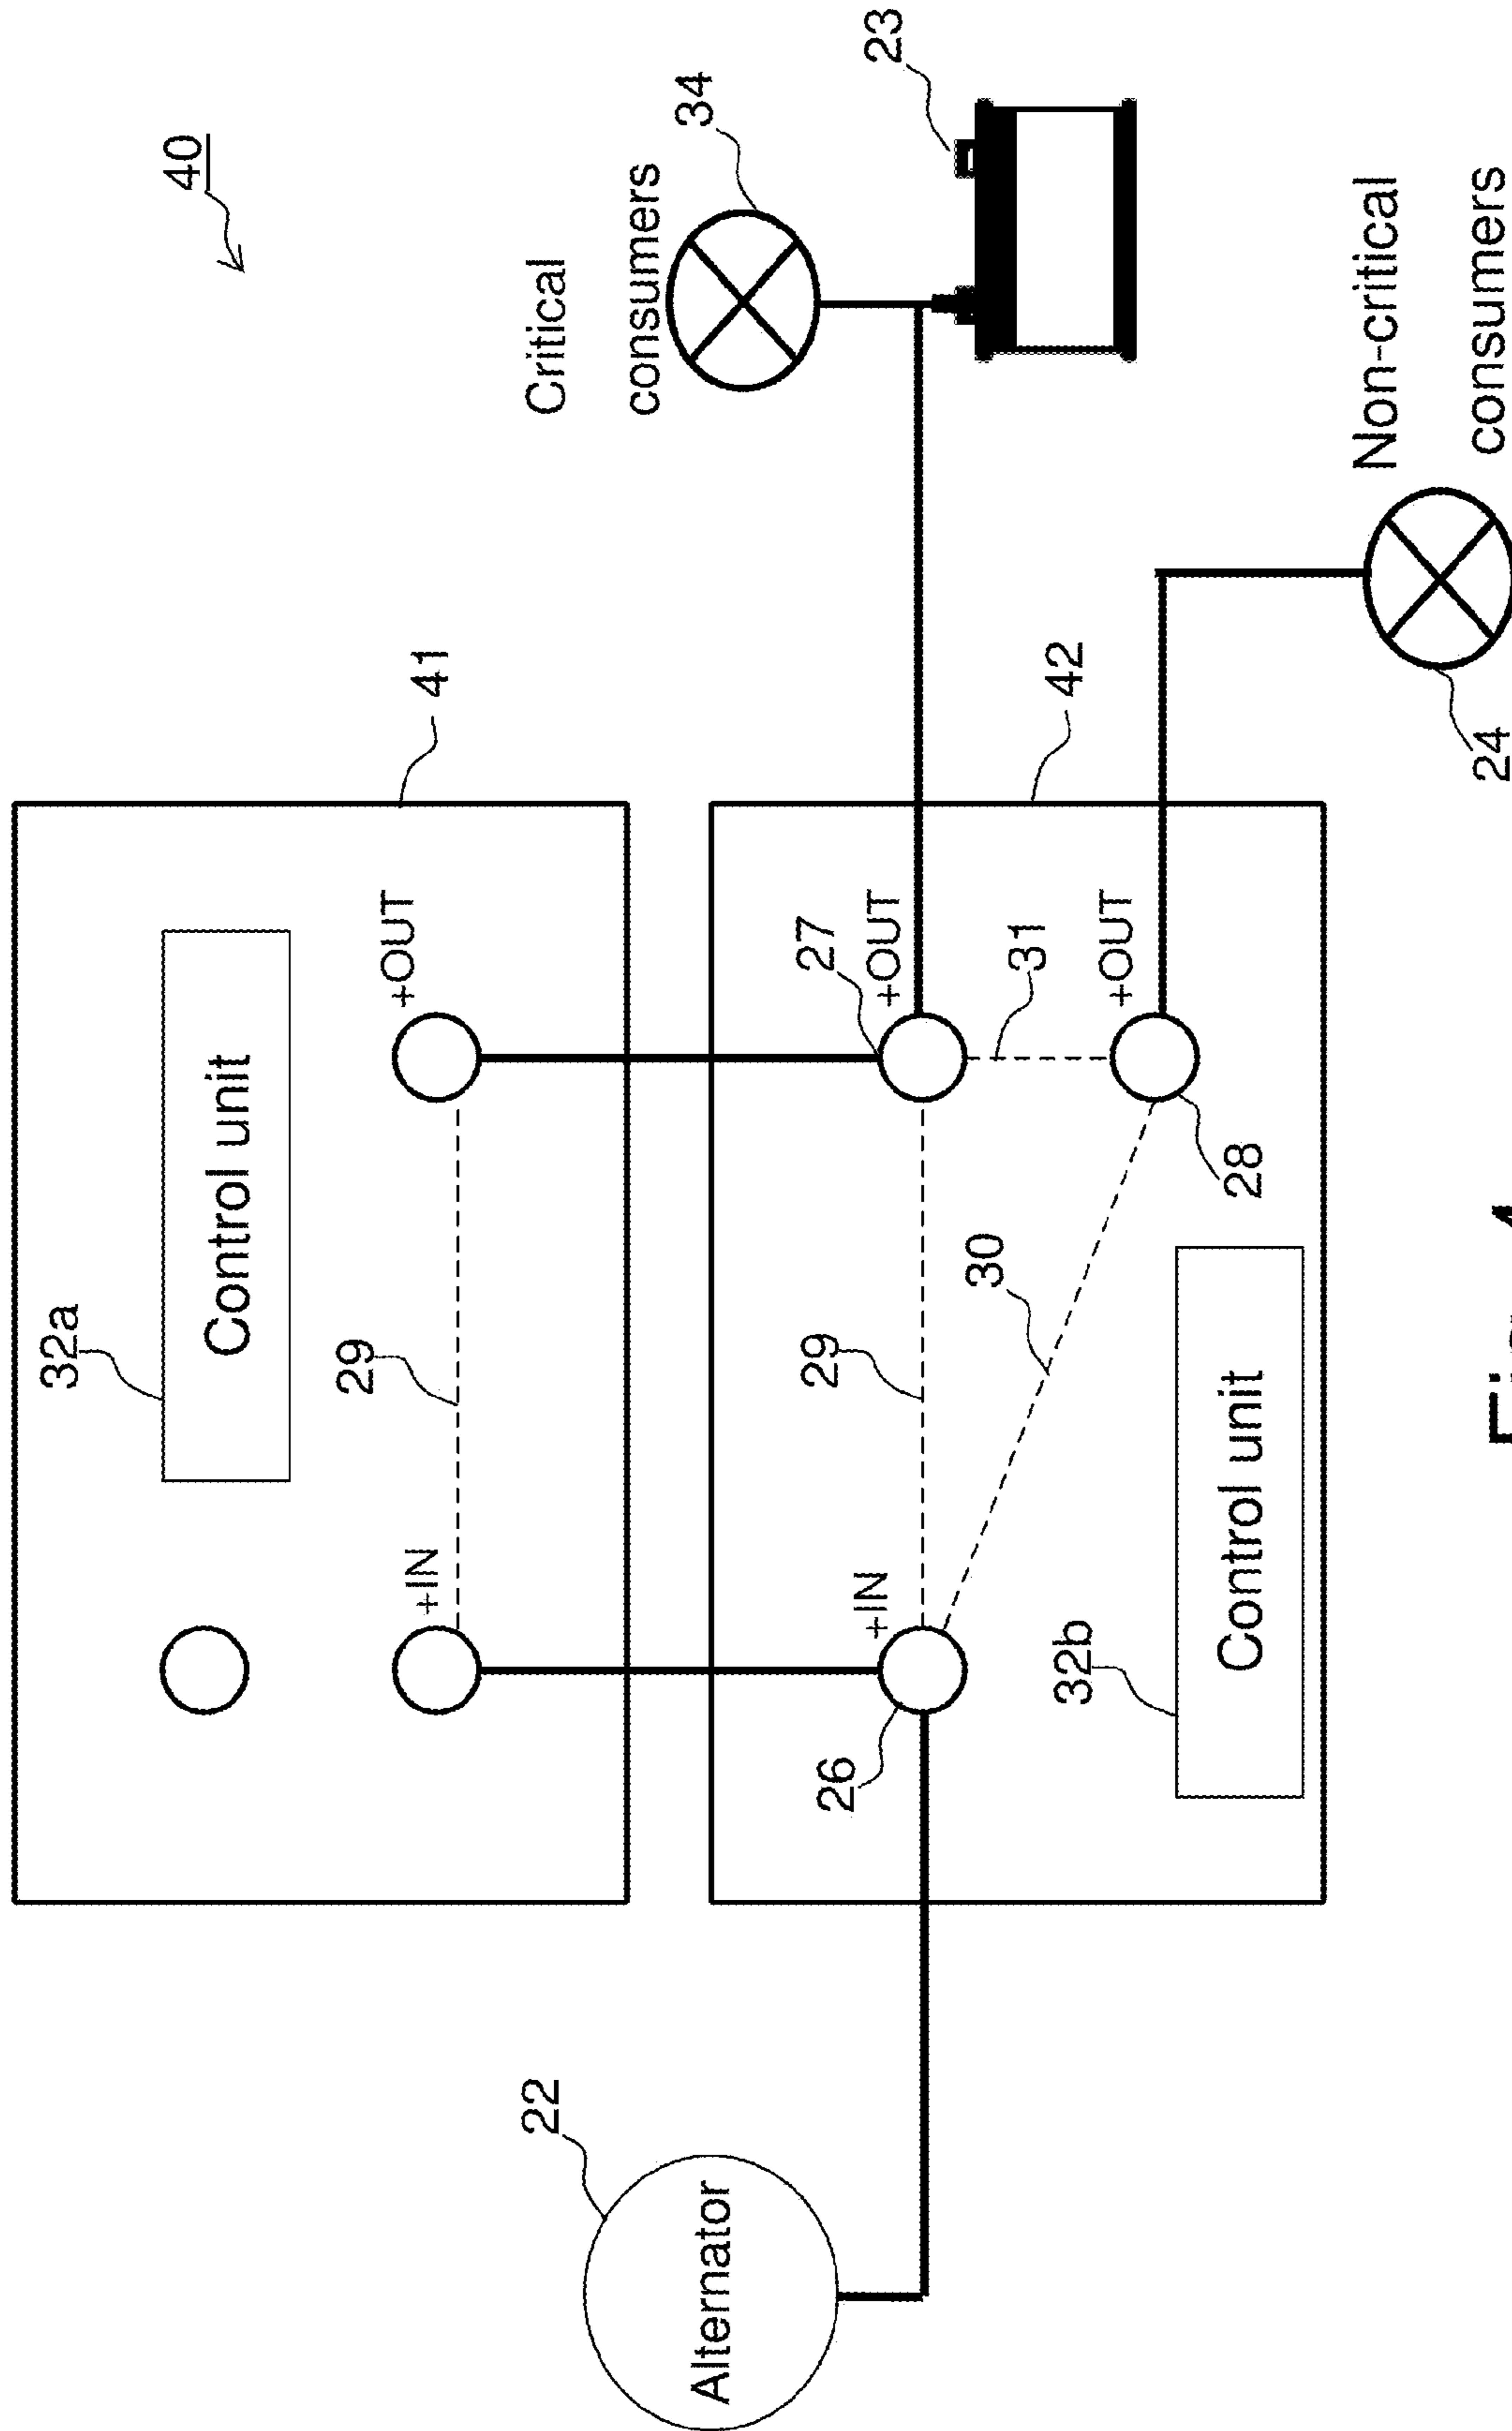 40
41
32a
Control unit
29
+IN
+OUT
Critical
consumers
34
22
Alternator
26
+IN
27
+OUT
29
30
31
+OUT
28
32b
Control unit
42
23
Non-critical
consumers
24